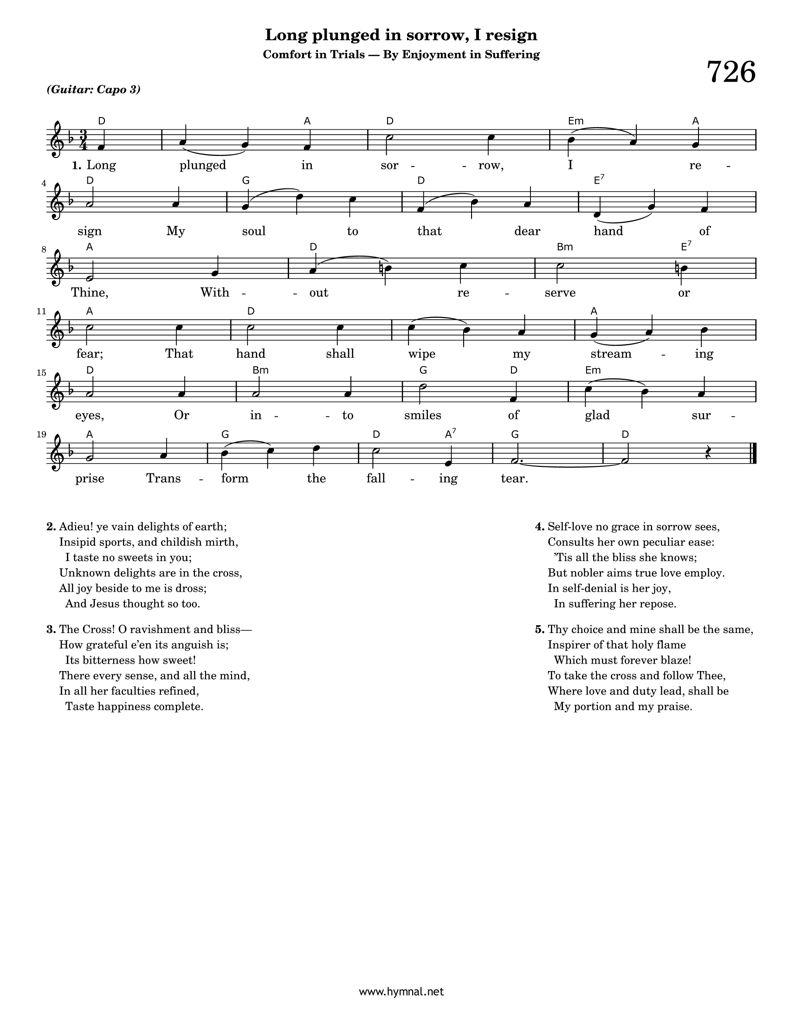 Long plunged in sorrow, I resign
Comfort in Trials — By Enjoyment in Suffering
726
(Guitar: Capo 3)
D A D Em A
3
4
1. Long plunged in sor - - row, I re -
4 D G D E7
sign My soul to that dear hand of
8 A D Bm E7
Thine, With - - out re - serve or
11 A D A
fear; That hand shall wipe my stream - ing
15 D Bm G D Em
eyes, Or in - - to smiles of glad sur -
19 A G D A7 G D
prise Trans - form the fall - ing tear.
2. Adieu! ye vain delights of earth;
Insipid sports, and childish mirth,
I taste no sweets in you;
Unknown delights are in the cross,
All joy beside to me is dross;
And Jesus thought so too.
3. The Cross! O ravishment and bliss—
How grateful e’en its anguish is;
Its bitterness how sweet!
There every sense, and all the mind,
In all her faculties refined,
Taste happiness complete.
4. Self-love no grace in sorrow sees,
Consults her own peculiar ease:
’Tis all the bliss she knows;
But nobler aims true love employ.
In self-denial is her joy,
In suffering her repose.
5. Thy choice and mine shall be the same,
Inspirer of that holy flame
Which must forever blaze!
To take the cross and follow Thee,
Where love and duty lead, shall be
My portion and my praise.
www.hymnal.net